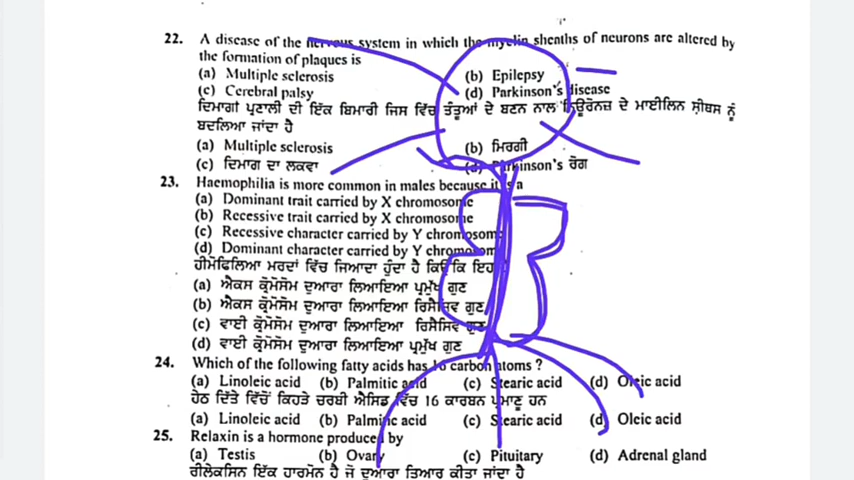 22. A disease of the nervous system in which the myelin sheaths of neurons are altered by
the formation of plaques is
(a) Multiple sclerosis (b) Epilepsy
(c) Cerebral palsy (d) Parkinson's disease
ਦਿਮਾਗੀ ਪ੍ਰਣਾਲੀ ਦੀ ਇੱਕ ਬਿਮਾਰੀ ਜਿਸ ਵਿੱਚ ਤੰਤੂਆਂ ਦੇ ਬਣਨ ਨਾਲ ਨਿਊਰੋਨਜ਼ ਦੇ ਮਾਈਲਿਨ ਸ਼ੀਥਸ ਨੂੰ
ਬਦਲਿਆ ਜਾਂਦਾ ਹੈ
(a) Multiple sclerosis (b) ਮਿਰਗੀ
(c) ਦਿਮਾਗ ਦਾ ਲਕਵਾ (d) Parkinson's ਰੋਗ
23. Haemophilia is more common in males because it is a
(a) Dominant trait carried by X chromosome
(b) Recessive trait carried by X chromosome
(c) Recessive character carried by Y chromosome
(d) Dominant character carried by Y chromosome
ਹੀਮੋਫਿਲਿਆ ਮਰਦਾਂ ਵਿੱਚ ਜਿਆਦਾ ਹੁੰਦਾ ਹੈ ਕਿਉਂਕਿ ਇਹ
(a) ਐਕਸ ਕ੍ਰੋਮੋਸੋਮ ਦੁਆਰਾ ਲਿਆਇਆ ਪ੍ਰਮੁੱਖ ਗੁਣ
(b) ਐਕਸ ਕ੍ਰੋਮੋਸੋਮ ਦੁਆਰਾ ਲਿਆਇਆ ਰਿਸੈਸਿਵ ਗੁਣ
(c) ਵਾਈ ਕ੍ਰੋਮੋਸੋਮ ਦੁਆਰਾ ਲਿਆਇਆ ਰਿਸੈਸਿਵ ਗੁਣ
(d) ਵਾਈ ਕ੍ਰੋਮੋਸੋਮ ਦੁਆਰਾ ਲਿਆਇਆ ਪ੍ਰਮੁੱਖ ਗੁਣ
24. Which of the following fatty acids has 16 carbon atoms ?
(a) Linoleic acid (b) Palmitic acid (c) Stearic acid (d) Oleic acid
ਹੇਠ ਦਿੱਤੇ ਵਿੱਚੋਂ ਕਿਹੜੇ ਚਰਬੀ ਐਸਿਡ ਵਿੱਚ 16 ਕਾਰਬਨ ਪ੍ਰਮਾਣੂ ਹਨ
(a) Linoleic acid (b) Palmitic acid (c) Stearic acid (d) Oleic acid
25. Relaxin is a hormone produced by
(a) Testis (b) Ovary (c) Pituitary (d) Adrenal gland
ਰੀਲੇਕਸਿਨ ਇੱਕ ਹਾਰਮੋਨ ਹੈ ਜੋ ਦੁਆਰਾ ਤਿਆਰ ਕੀਤਾ ਜਾਂਦਾ ਹੈ